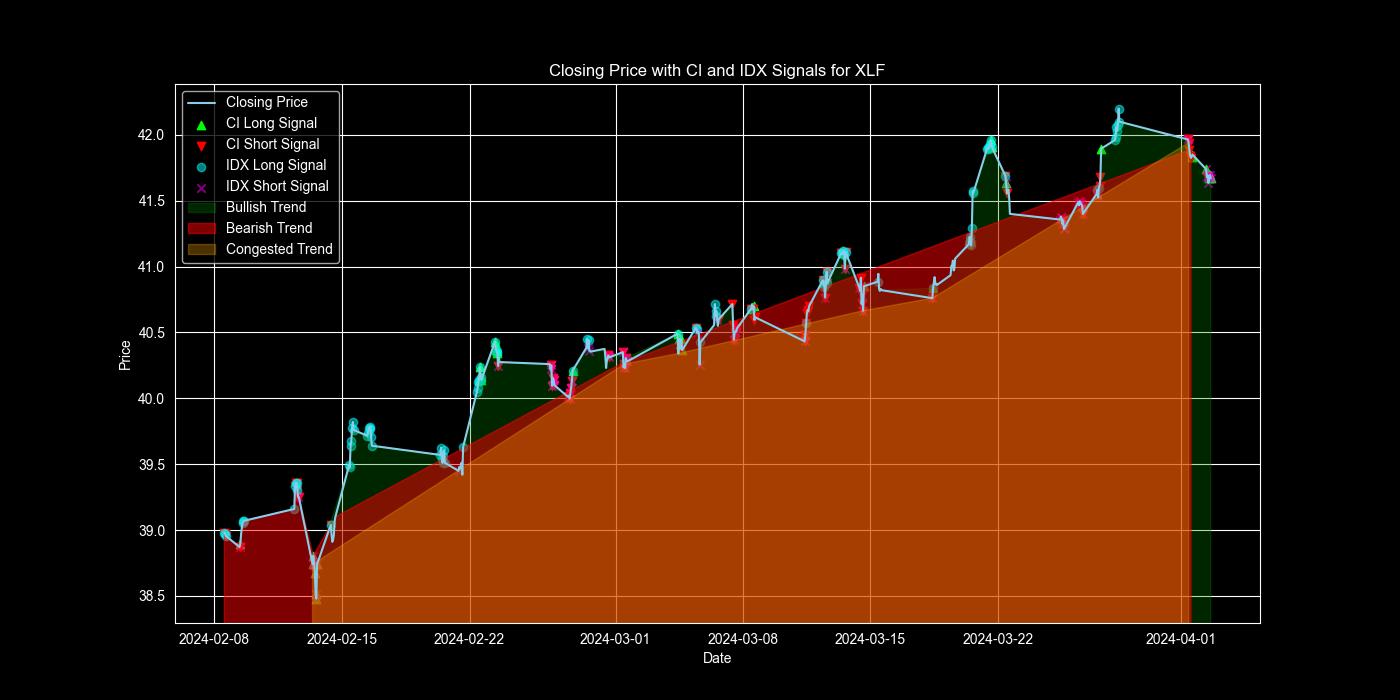 Closing Price with CI and IDX Signals for XLF
Closing Price
CI Long Signal
CI Short Signal
IDX Long Signal
IDX Short Signal
Bullish Trend
Bearish Trend
Congested Trend
42.0
41.5
41.0
40.5
40.0
39.5
39.0
38.5
Price
2024-02-08
2024-02-15
2024-02-22
2024-03-01
2024-03-08
2024-03-15
2024-03-22
2024-04-01
Date